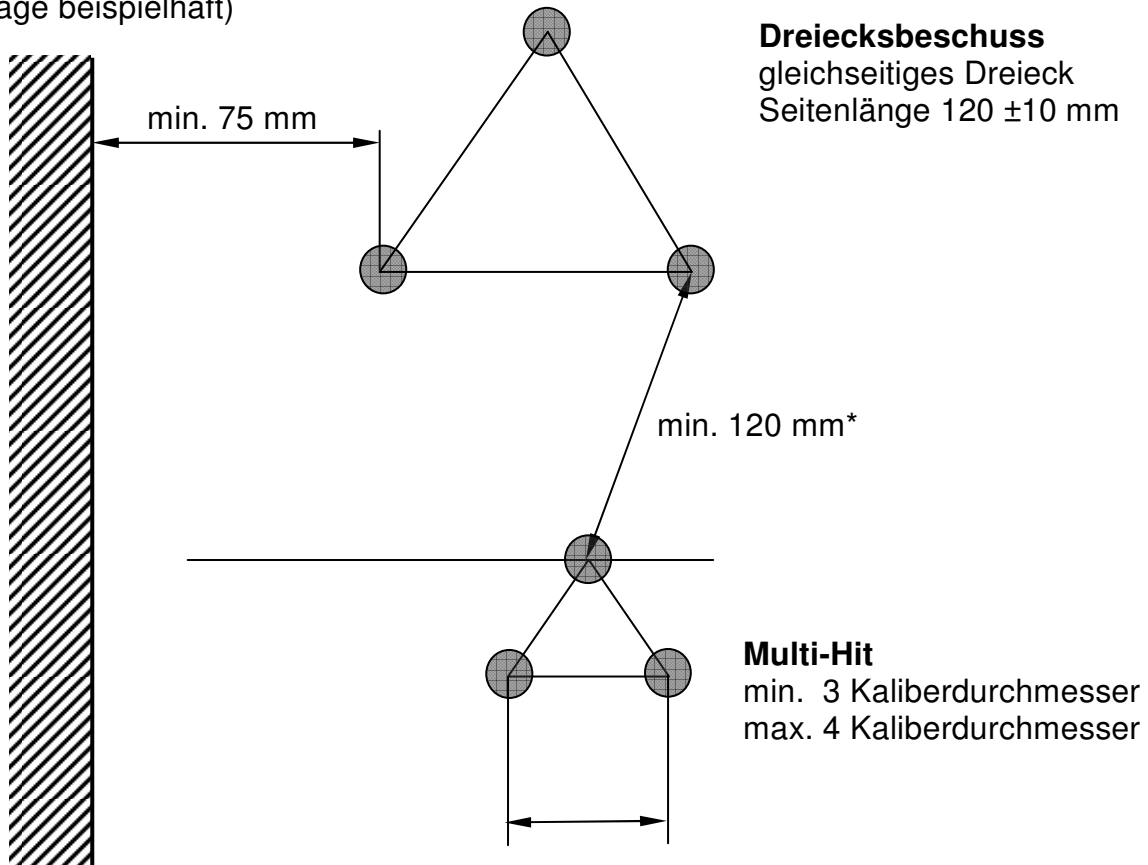 beispielhaft)
Dreiecksbeschuss
gleichseitiges Dreieck
Seitenlänge 120 ±10 mm
min. 75 mm
min. 120 mm*
Multi-Hit
min. 3 Kaliberdurchmesser
max. 4 Kaliberdurchmesser